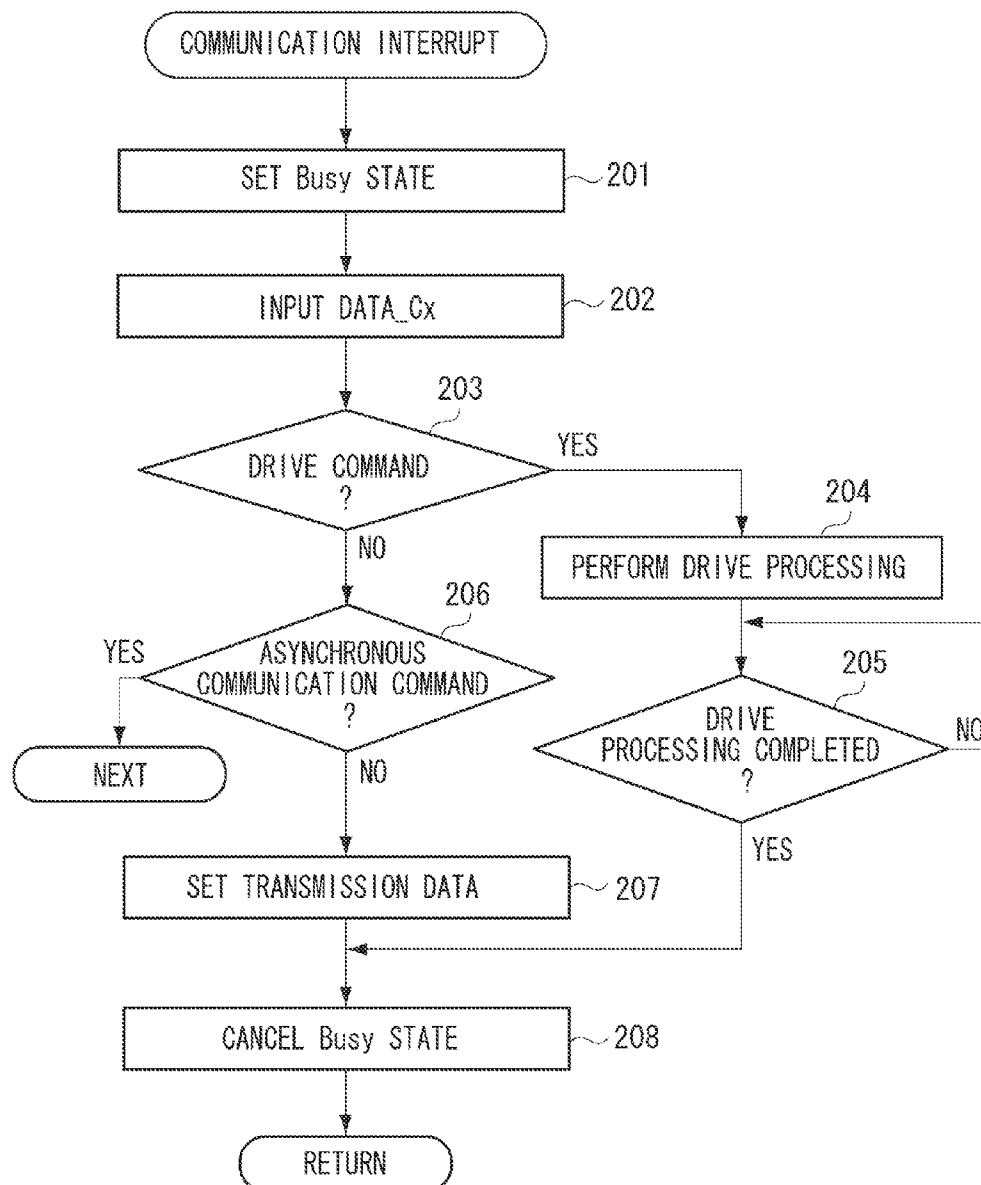 COMMUNICATION INTERRUPT
SET Busy STATE
201
INPUT DATA_Cx
202
203
DRIVE COMMAND
?
YES
NO
204
PERFORM DRIVE PROCESSING
206
ASYNCHRONOUS
COMMUNICATION COMMAND
?
YES
NO
NEXT
205
DRIVE
PROCESSING COMPLETED
?
NO
YES
SET TRANSMISSION DATA
207
CANCEL Busy STATE
208
RETURN